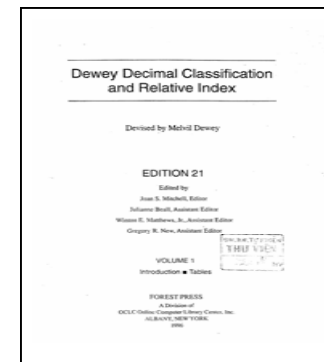 Dewey Decimal Classification
and Relative Index
Devised by Melvil Dewey
EDITION 21
Edited by
Joan S. Mitchell, Editor
Julianne Beall, Assistant Editor
Winton E. Matthews, Jr., Assistant Editor
Gregory R. New, Assistant Editor
THƯ VIỆN
VOLUME 1
Introduction • Tables
FOREST PRESS
A Division of
OCLC Online Computer Library Center, Inc.
ALBANY, NEW YORK
1996